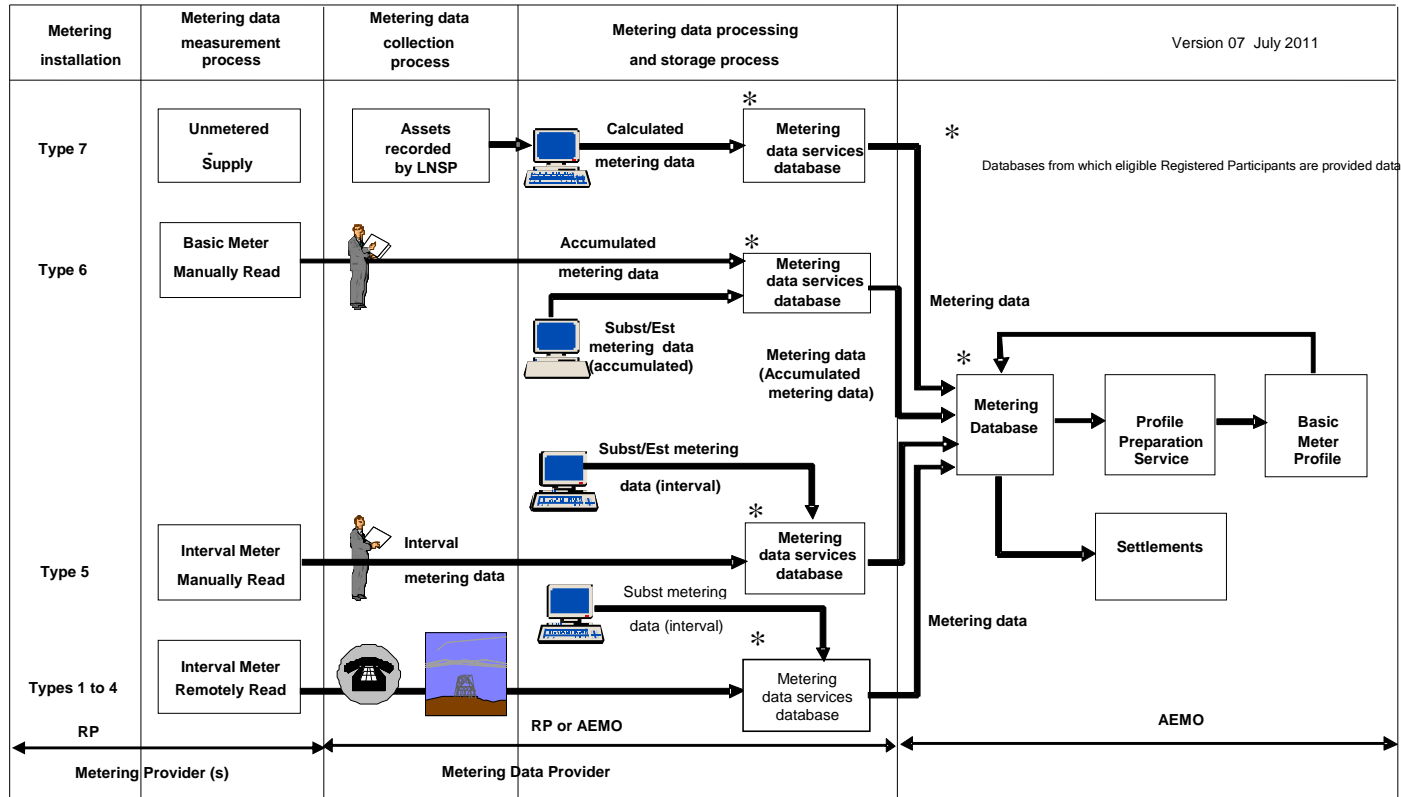 Metering
installation
Metering data
measurement
process
Metering data
collection
process
Metering data processing
and storage process
Version 07 July 2011
Type 7
Unmetered
-
Supply
Assets
recorded
by LNSP
Calculated
metering data
*
Metering
data services
database
*
Databases from which eligible Registered Participants are provided data
Type 6
Basic Meter
Manually Read
Accumulated
metering data
*
Metering
data services
database
Subst/Est
metering data
(accumulated)
Metering data
(Accumulated
metering data)
Metering data
*
Metering
Database
Profile
Preparation
Service
Basic
Meter
Profile
Settlements
Subst/Est metering
data (interval)
Type 5
Interval Meter
Manually Read
Interval
metering data
*
Metering
data services
database
Subst metering
data (interval)
Metering data
Types 1 to 4
Interval Meter
Remotely Read
*
Metering
data services
database
RP
RP or AEMO
AEMO
Metering Provider (s)
Metering Data Provider